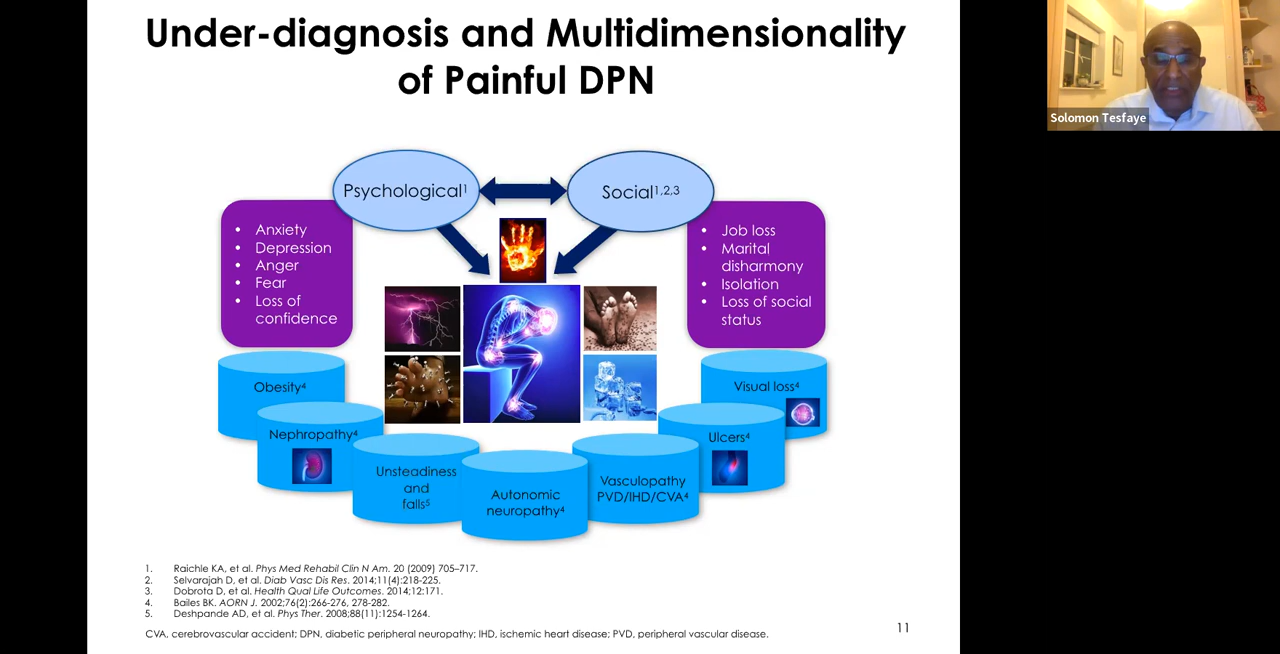 Under-diagnosis and Multidimensionality
of Painful DPN
Solomon Tesfaye
Psychological1
Social1,2,3
• Anxiety
• Depression
• Anger
• Fear
• Loss of
confidence
• Job loss
• Marital
disharmony
• Isolation
• Loss of social
status
Obesity4
Nephropathy4
Unsteadiness
and
falls5
Autonomic
neuropathy4
Vasculopathy
PVD/IHD/CVA4
Ulcers4
Visual loss4
1. Raichle KA, et al. Phys Med Rehabil Clin N Am. 20 (2009) 705–717.
2. Selvarajah D, et al. Diab Vasc Dis Res. 2014;11(4):218-225.
3. Dobrota D, et al. Health Qual Life Outcomes. 2014;12:171.
4. Bailes BK. AORN J. 2002;76(2):266-276, 278-282.
5. Deshpande AD, et al. Phys Ther. 2008;88(11):1254-1264.
CVA, cerebrovascular accident; DPN, diabetic peripheral neuropathy; IHD, ischemic heart disease; PVD, peripheral vascular disease.
11